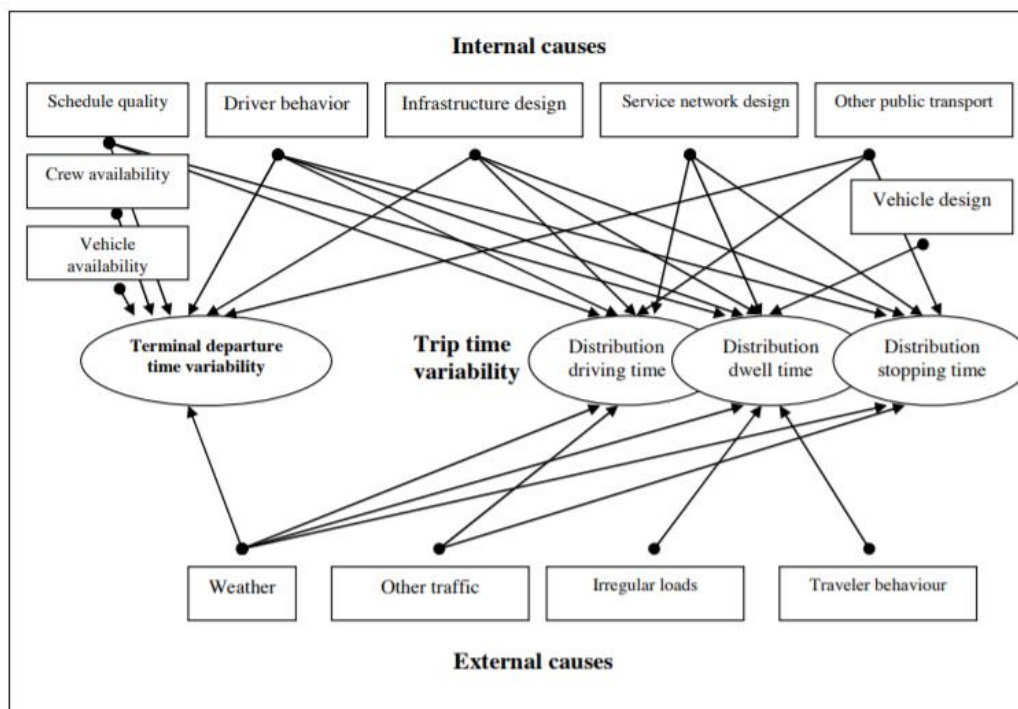 Internal causes
Schedule quality
Driver behavior
Infrastructure design
Service network design
Other public transport
Crew availability
Vehicle design
Vehicle
availability
Terminal departure
time variability
Trip time
variability
Distribution
driving time
Distribution
dwell time
Distribution
stopping time
Weather
Other traffic
Irregular loads
Traveler behaviour
External causes